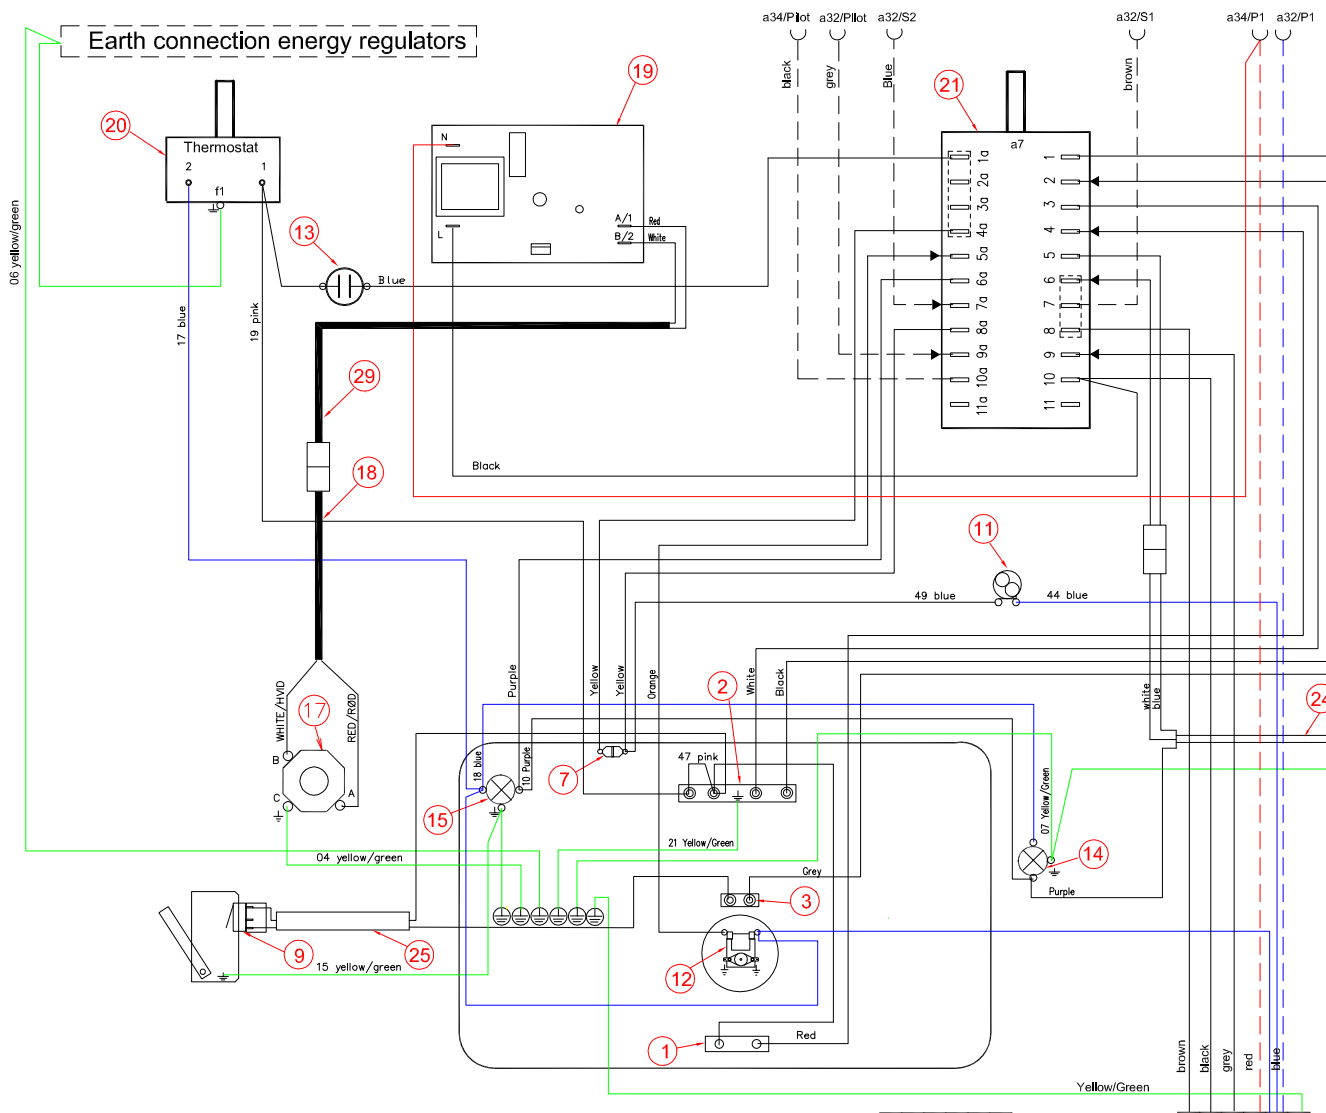 a34/Pilot a32/Pilot a32/S2 a32/S1 a34/P1 a32/P1
Earth connection energy regulators
black grey Blue brown
19
21
20
a7
Thermostat
2 1
f1
N
L
A/1 Red
B/2 White
1a 1
2a 2
3a 3
4a 4
5a 5
6a 6
7a 7
8a 8
9a 9
10a 10
11a 11
13
Blue
06 yellow/green
17 blue
19 pink
29
18
Black
11
49 blue 44 blue
WHITE/HVID
RED/RØD
17
B
C
A
Purple
Yellow
Yellow
Orange
2
White
Black
white
blue
24
7
47 pink
18 blue
10 Purple
15
21 Yellow/Green
07 Yellow/Green
14
04 yellow/green
Grey
Purple
3
9
25
15 yellow/green
12
1
Red
brown
black
grey
red
blue
Yellow/Green